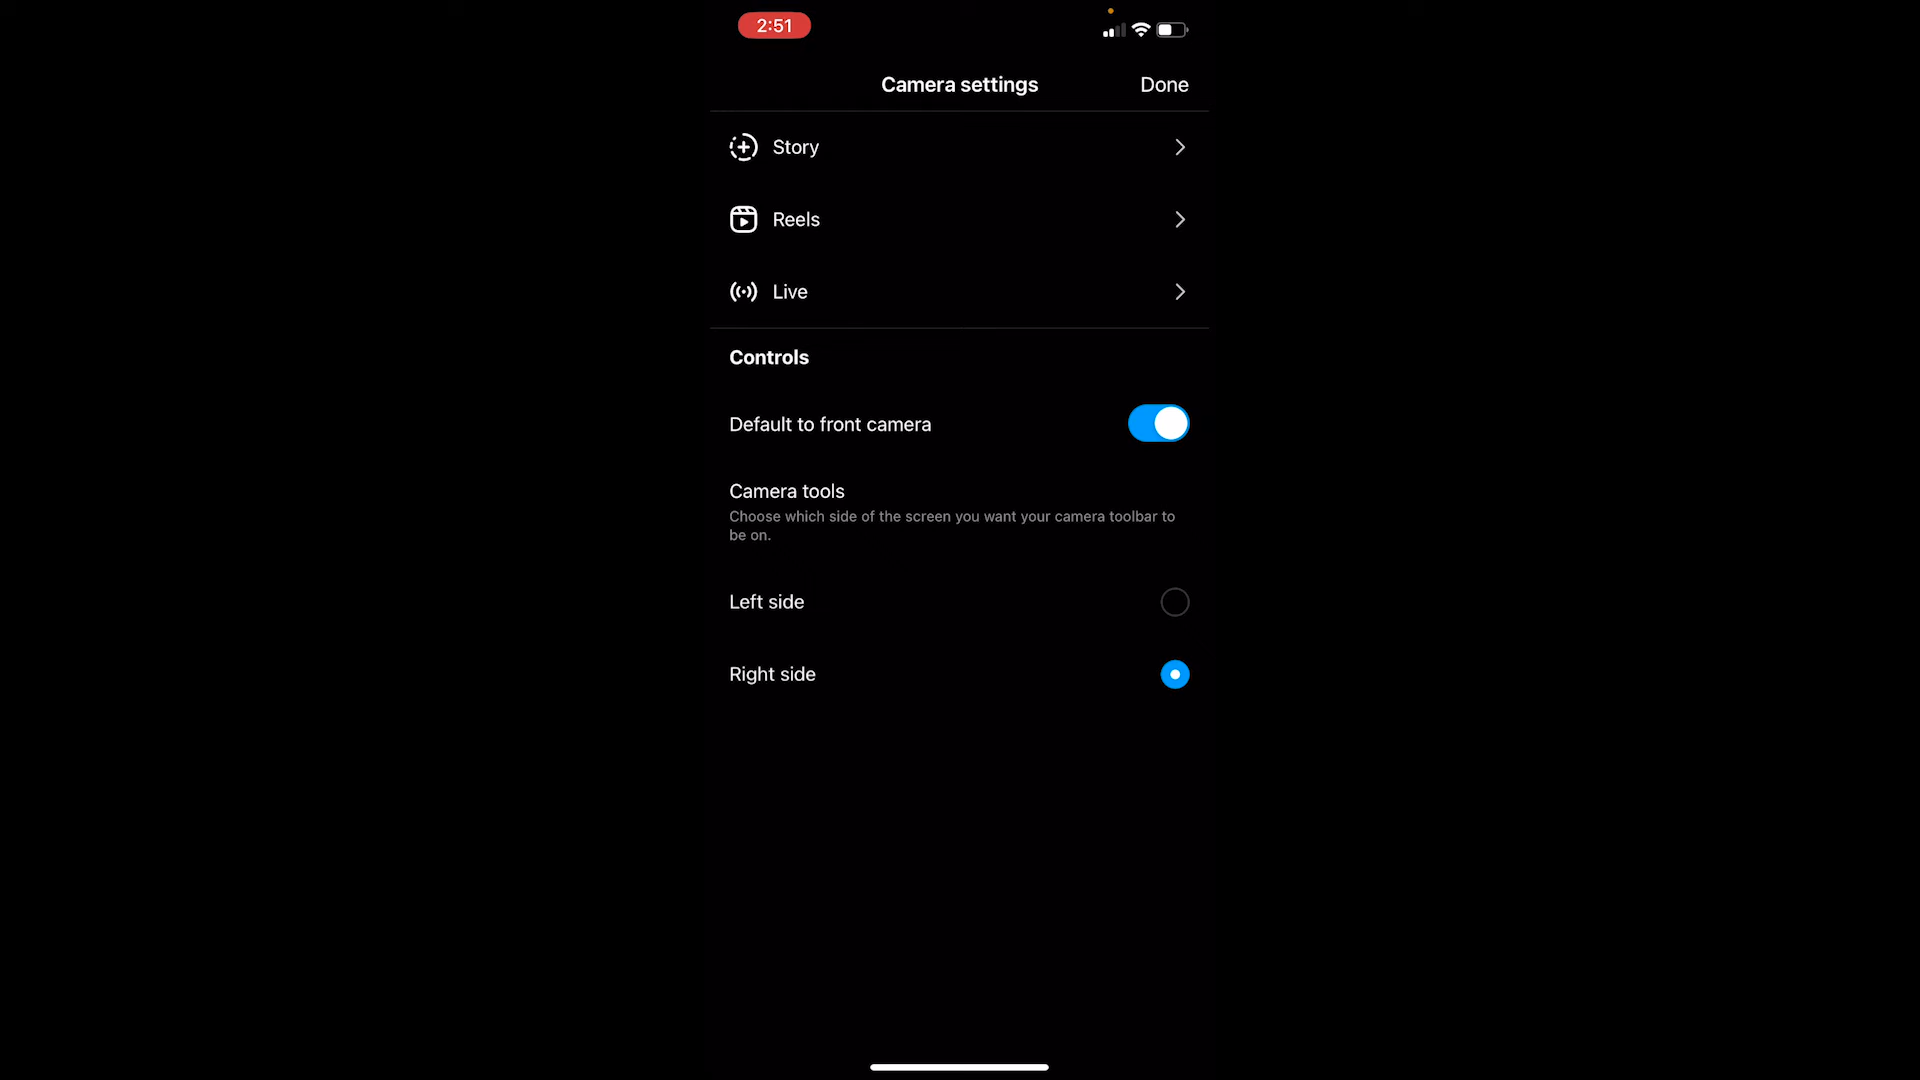 2:51
Camera settings
Done
Story
Reels
Live
Controls
Default to front camera
Camera tools
Choose which side of the screen you want your camera toolbar to
be on.
Left side
Right side